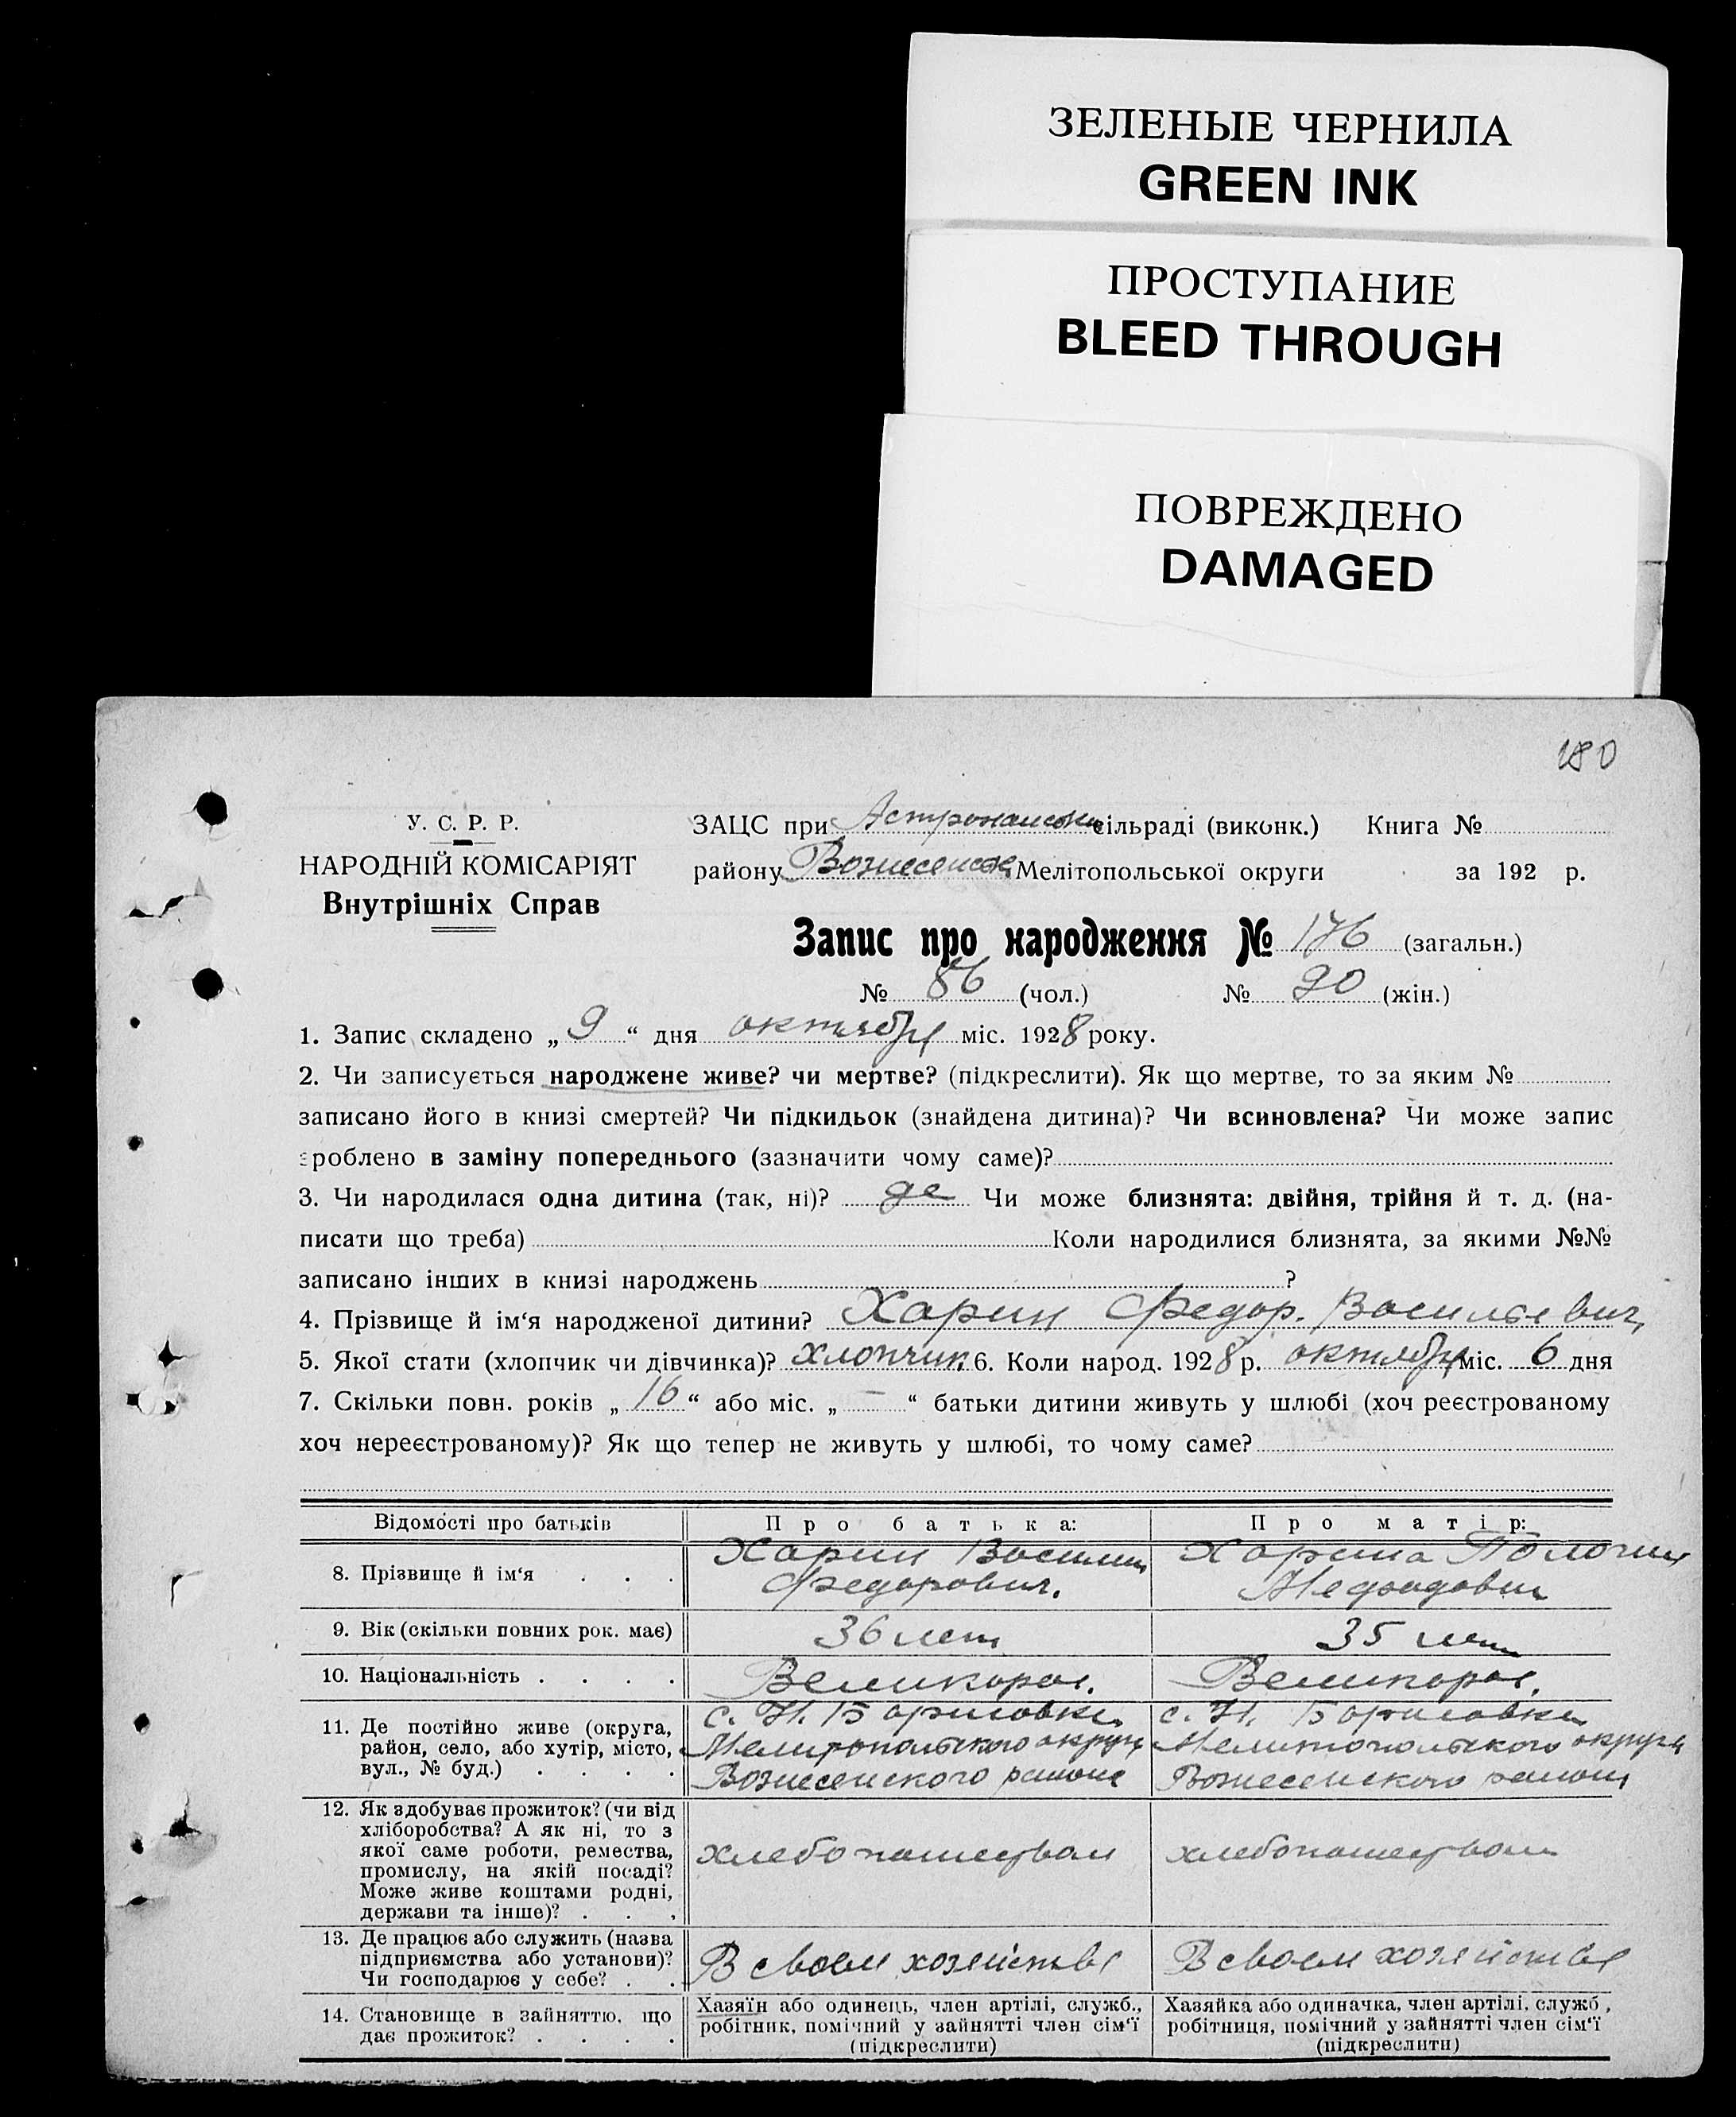 ЗЕЛЕНЫЕ ЧЕРНИЛА
GREEN INK
ПРОСТУПАНИЕ
BLEED THROUGH
ПОВРЕЖДЕНО
DAMAGED
180
У. С. Р. Р.
НАРОДНІЙ КОМІСАРІЯТ
Внутрішніх Справ
ЗАЦС при сільраді (виконк.) Книга №
району Вознесенск Мелітопольської округи за 192 р.
Запис про народження № 176 (загальн.)
№ 86 (чол.) № 90 (жін.)
1. Запис складено „ 9 “ дня октября міс. 1928 року.
2. Чи записується народжене живе? чи мертве? (підкреслити). Як що мертве, то за яким №
записано його в книзі смертей? Чи підкидьок (знайдена дитина)? Чи всиновлена? Чи може запис
зроблено в заміну попереднього (зазначити чому саме)?
3. Чи народилася одна дитина (так, ні)? да Чи може близнята: двійня, трійня й т. д. (на-
писати що треба) Коли народилися близнята, за якими №№
записано інших в книзі народжень ?
4. Прізвище й ім‘я народженої дитини? Харин Федор. Васильевич
5. Якої стати (хлопчик чи дівчинка)? хлопчик 6. Коли народ. 1928 р. октября міс. 6 дня
7. Скільки повн. років „ 16 “ або міс. „ — “ батьки дитини живуть у шлюбі (хоч реєстрованому
хоч нереєстрованому)? Як що тепер не живуть у шлюбі, то чому саме?
Відомості про батьків Про батька: Про матір:
8. Прізвище й ім‘я . . .
Харин Василий
Федорович.
Харина
9. Вік (скільки повних рок. має) 36 лет 35 лет
10. Національність . . . . Великорос. Великорос.
11. Де постійно живе (округа,
район, село, або хутір, місто,
вул., № буд.) . . . .
с. Н. Борисовка
Мелитопольского округа
Вознесенского района
с. Н. Борисовка
Мелитопольского округа
Вознесенского района
12. Як здобуває прожиток? (чи від
хліборобства? А як ні, то з
якої саме роботи, ремества,
промислу, на якій посаді?
Може живе коштами родні,
держави та інше)? . . .
хлебопашеством
хлебопашеством
13. Де працює або служить (назва
підприємства або установи)?
Чи господарює у себе? . .
В своем хозяйстве
В своем хозяйстве
14. Становище в зайняттю, що
дає прожиток? . . . .
Хазяїн або одинець, член артілі, служб.,
робітник, помічний у зайнятті член сім‘ї
(підкреслити)
Хазяйка або одиначка, член артілі, служб.,
робітниця, помічний у зайнятті член сім‘ї
(підкреслити)